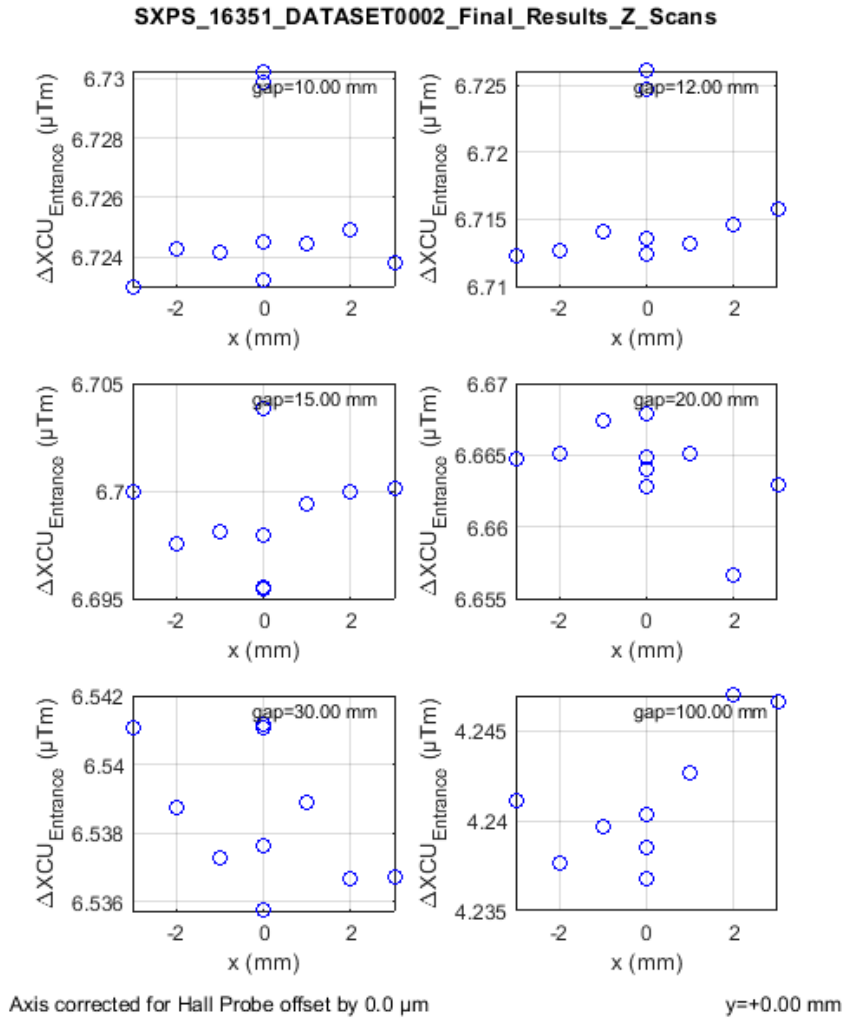 SXPS_16351_DATASET0002_Final_Results_Z_Scans
ΔXCU_Entrance (µTm)
6.73
6.728
6.726
6.724
gap=10.00 mm
-2 0 2
x (mm)
ΔXCU_Entrance (µTm)
6.725
6.72
6.715
6.71
gap=12.00 mm
-2 0 2
x (mm)
ΔXCU_Entrance (µTm)
6.705
6.7
6.695
gap=15.00 mm
-2 0 2
x (mm)
ΔXCU_Entrance (µTm)
6.67
6.665
6.66
6.655
gap=20.00 mm
-2 0 2
x (mm)
ΔXCU_Entrance (µTm)
6.542
6.54
6.538
6.536
gap=30.00 mm
-2 0 2
x (mm)
ΔXCU_Entrance (µTm)
4.245
4.24
4.235
gap=100.00 mm
-2 0 2
x (mm)
Axis corrected for Hall Probe offset by 0.0 µm
y=+0.00 mm